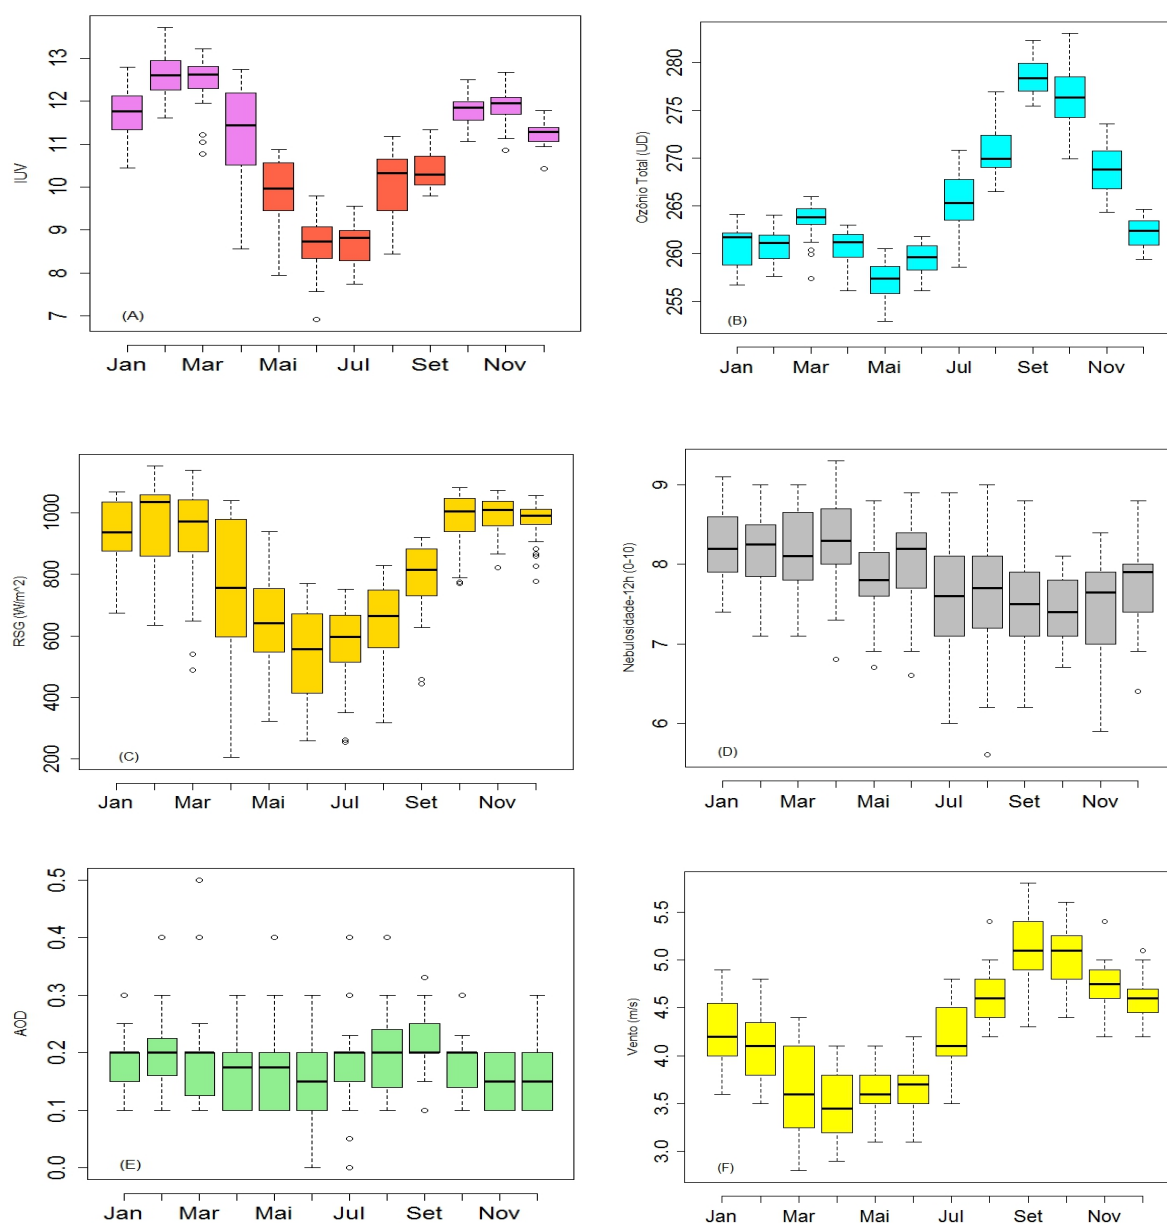 IUV
13
12
11
10
9
8
7
(A)
Jan Mar Mai Jul Set Nov
Ozônio Total (UD)
280
275
270
265
260
255
(B)
Jan Mar Mai Jul Set Nov
RSG (W/m^2)
1000
800
600
400
200
(C)
Jan Mar Mai Jul Set Nov
Nebulosidade-12h (0-10)
9
8
7
6
(D)
Jan Mar Mai Jul Set Nov
AOD
0.5
0.4
0.3
0.2
0.1
0.0
(E)
Jan Mar Mai Jul Set Nov
Vento (m/s)
5.5
5.0
4.5
4.0
3.5
3.0
(F)
Jan Mar Mai Jul Set Nov